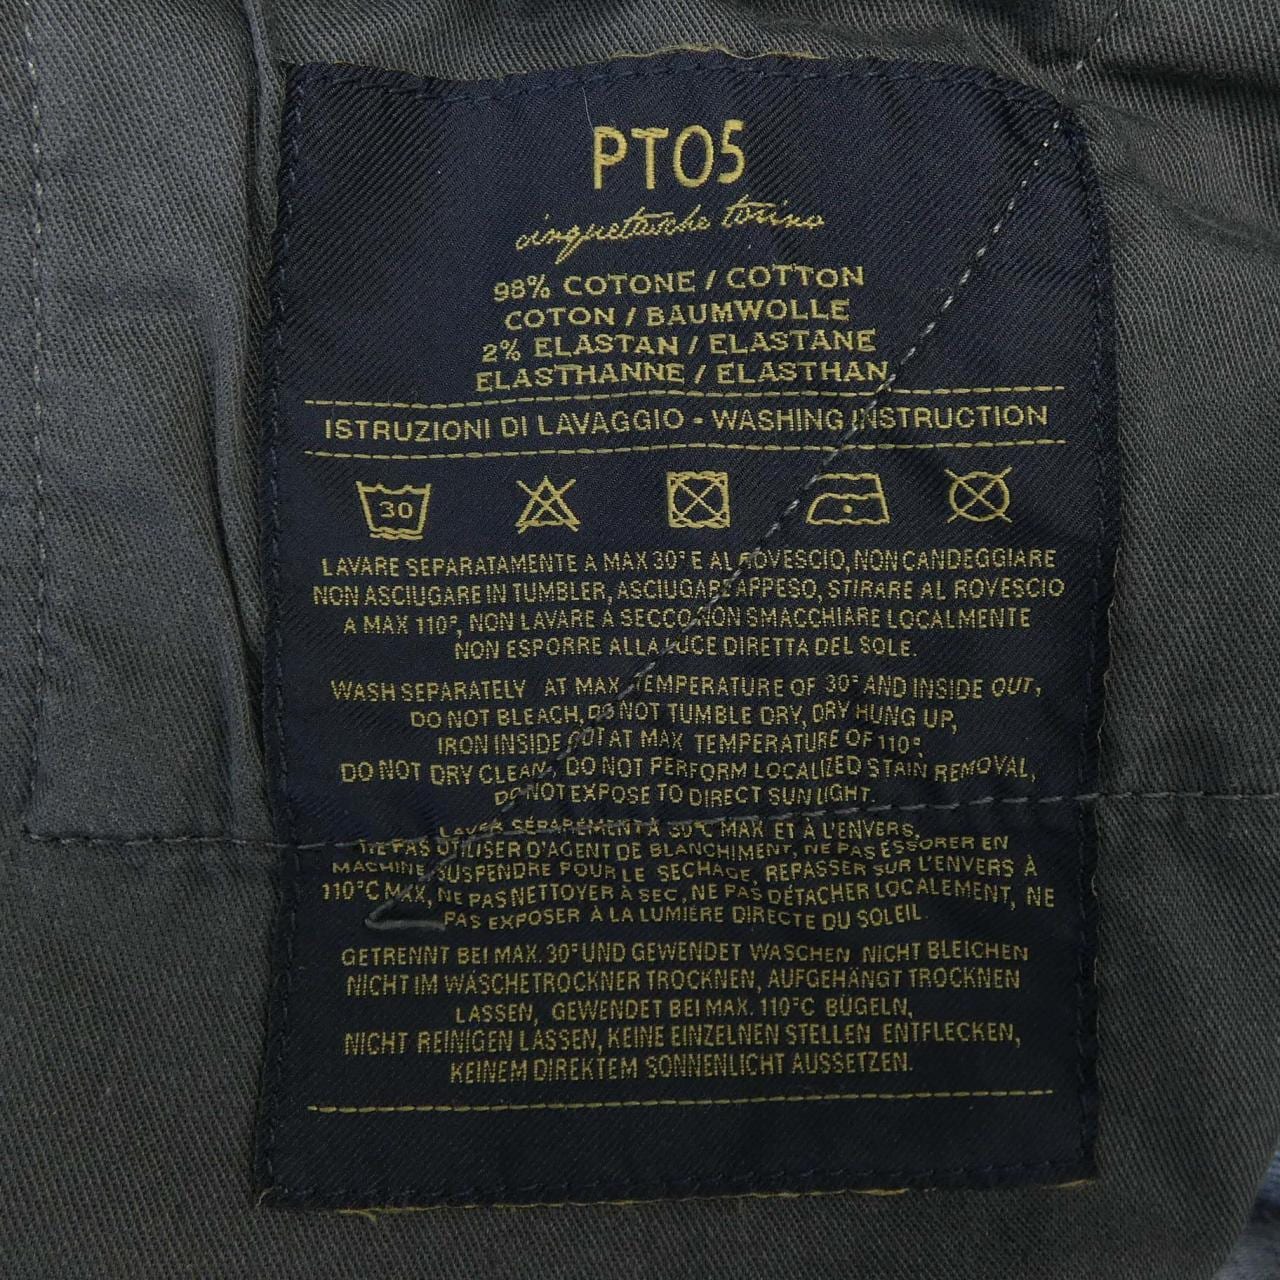 PT05
cinquetasche torino
98% COTONE / COTTON
COTON / BAUMWOLLE
2% ELASTAN / ELASTANE
ELASTHANNE / ELASTHAN
ISTRUZIONI DI LAVAGGIO - WASHING INSTRUCTION
30
LAVARE SEPARATAMENTE A MAX 30° E AL ROVESCIO, NON CANDEGGIARE
NON ASCIUGARE IN TUMBLER, ASCIUGARE APPESO, STIRARE AL ROVESCIO
A MAX 110°, NON LAVARE A SECCO NON SMACCHIARE LOCALMENTE
NON ESPORRE ALLA LUCE DIRETTA DEL SOLE.
WASH SEPARATELY AT MAX TEMPERATURE OF 30° AND INSIDE OUT,
DO NOT BLEACH, DO NOT TUMBLE DRY, DRY HUNG UP,
IRON INSIDE OUT AT MAX TEMPERATURE OF 110°,
DO NOT DRY CLEAN, DO NOT PERFORM LOCALIZED STAIN REMOVAL,
DO NOT EXPOSE TO DIRECT SUN LIGHT.
LAVER SÉPARÉMENT À 30°C MAX ET À L'ENVERS,
NE PAS UTILISER D'AGENT DE BLANCHIMENT, NE PAS ESSORER EN
MACHINE, SUSPENDRE POUR LE SECHAGE, REPASSER SUR L'ENVERS À
110°C MAX, NE PAS NETTOYER À SEC, NE PAS DÉTACHER LOCALEMENT, NE
PAS EXPOSER À LA LUMIÈRE DIRECTE DU SOLEIL.
GETRENNT BEI MAX. 30° UND GEWENDET WASCHEN NICHT BLEICHEN
NICHT IM WÄSCHETROCKNER TROCKNEN, AUFGEHÄNGT TROCKNEN
LASSEN, GEWENDET BEI MAX. 110°C BÜGELN,
NICHT REINIGEN LASSEN, KEINE EINZELNEN STELLEN ENTFLECKEN,
KEINEM DIREKTEM SONNENLICHT AUSSETZEN.